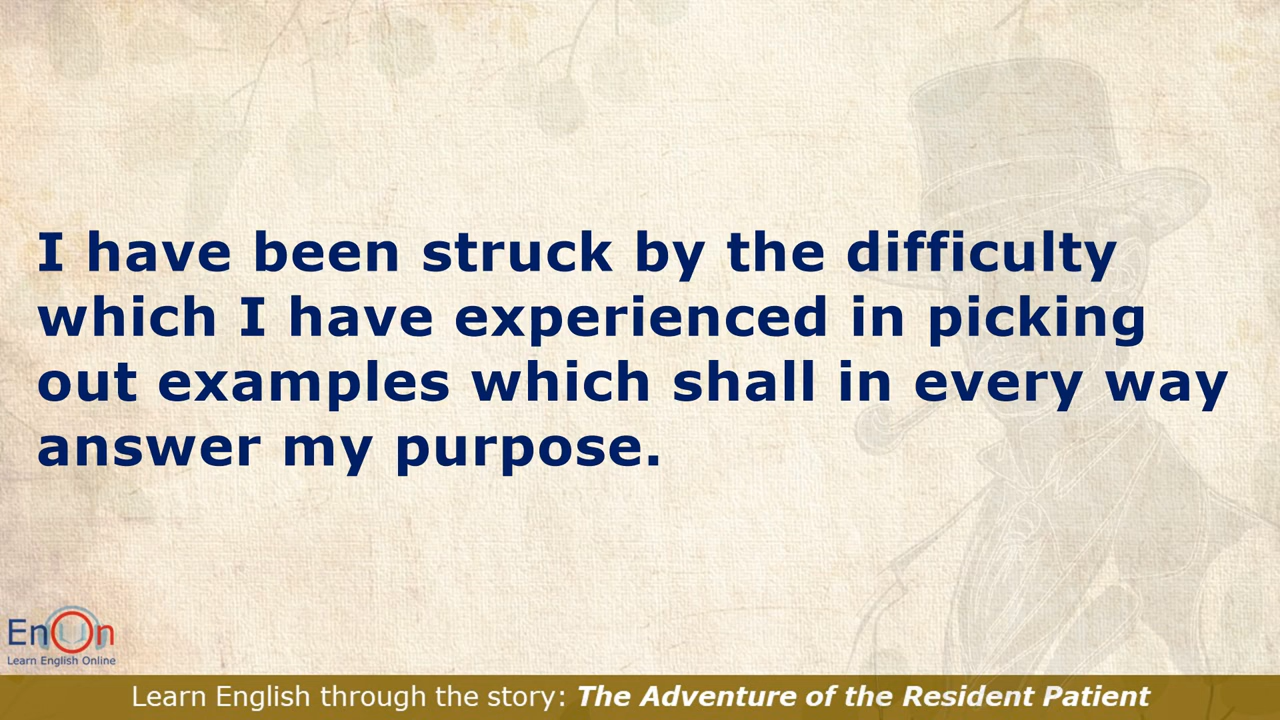 I have been struck by the difficulty
which I have experienced in picking
out examples which shall in every way
answer my purpose.
EnOn
Learn English Online
Learn English through the story: The Adventure of the Resident Patient